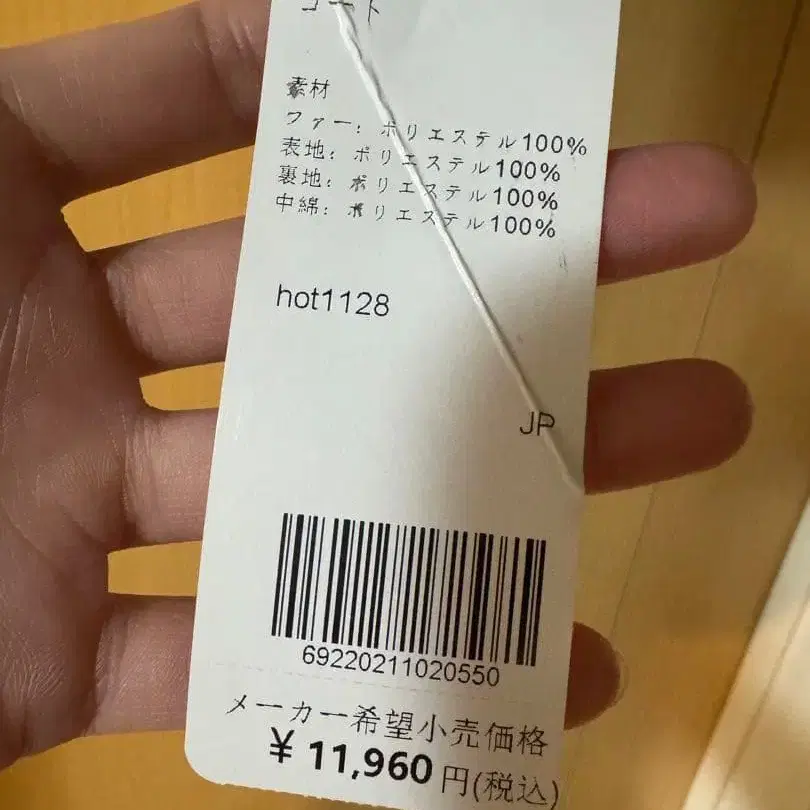 コート
素材
ファー: ポリエステル100%
表地: ポリエステル100%
裏地: ポリエステル100%
中綿: ポリエステル100%
hot1128
JP
69220211020550
メーカー希望小売価格
¥ 11,960円(税込)